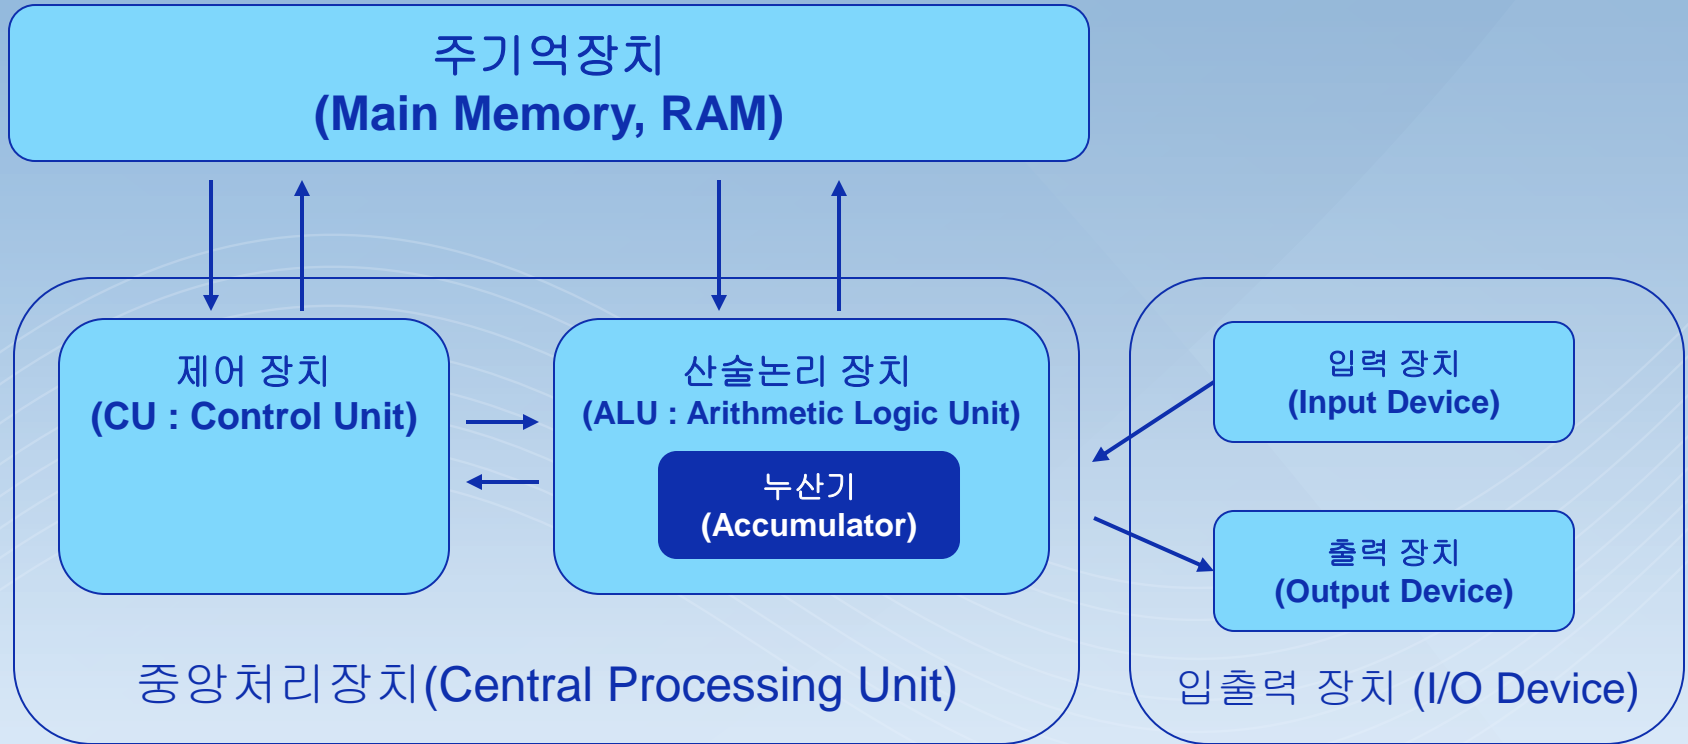 주기억장치
(Main Memory, RAM)
제어 장치
(CU : Control Unit)
산술논리 장치
(ALU : Arithmetic Logic Unit)
누산기
(Accumulator)
중앙처리장치(Central Processing Unit)
입력 장치
(Input Device)
출력 장치
(Output Device)
입출력 장치 (I/O Device)